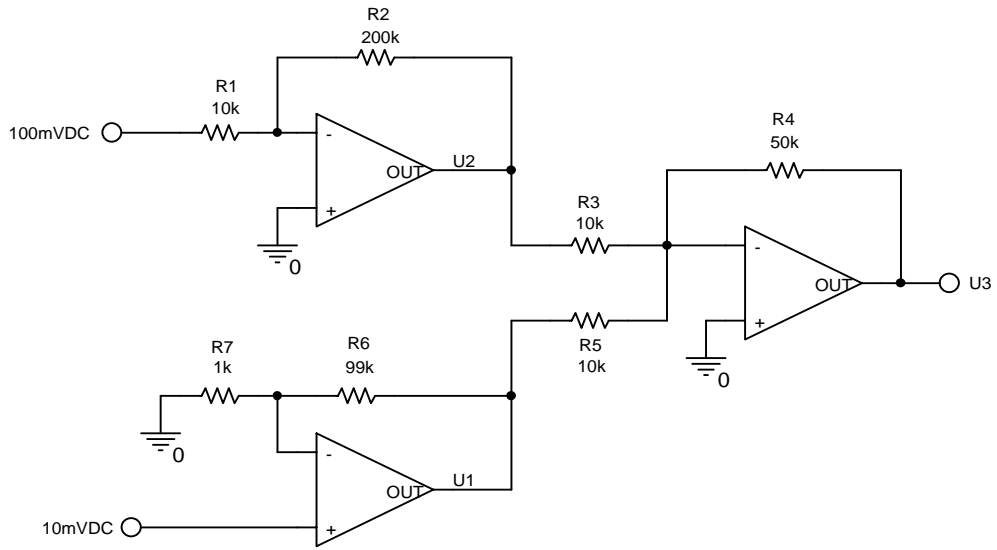 R2
200k
R1
10k
100mVDC
-
+
OUT
U2
0
R4
50k
R3
10k
-
+
OUT
U3
0
R5
10k
R7
1k
R6
99k
0
-
+
OUT
U1
10mVDC